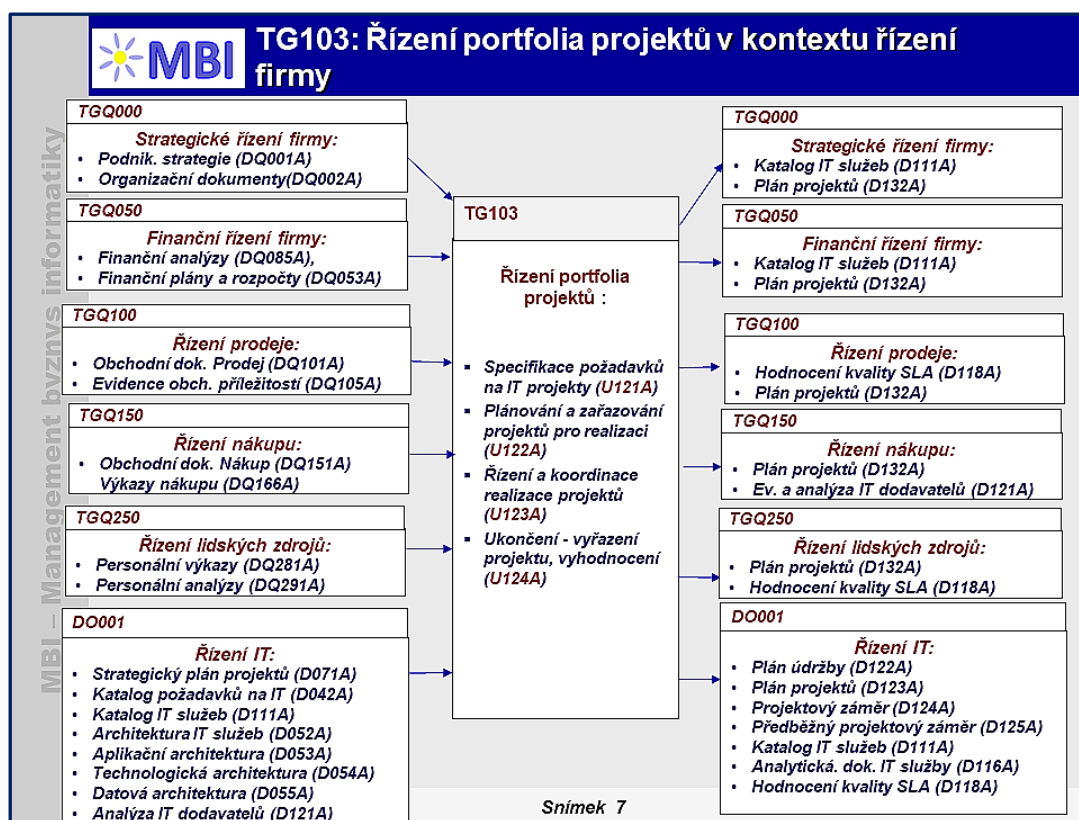 MBI
TG103: Řízení portfolia projektů v kontextu řízení
firmy
MBI – Management byznys informatiky
TGQ000
Strategické řízení firmy:
• Podnik. strategie (DQ001A)
• Organizační dokumenty(DQ002A)
TGQ050
Finanční řízení firmy:
• Finanční analýzy (DQ085A),
• Finanční plány a rozpočty (DQ053A)
TGQ100
Řízení prodeje:
• Obchodní dok. Prodej (DQ101A)
• Evidence obch. příležitostí (DQ105A)
TGQ150
Řízení nákupu:
• Obchodní dok. Nákup (DQ151A)
Výkazy nákupu (DQ166A)
TGQ250
Řízení lidských zdrojů:
• Personální výkazy (DQ281A)
• Personální analýzy (DQ291A)
DO001
Řízení IT:
• Strategický plán projektů (D071A)
• Katalog požadavků na IT (D042A)
• Katalog IT služeb (D111A)
• Architektura IT služeb (D052A)
• Aplikační architektura (D053A)
• Technologická architektura (D054A)
• Datová architektura (D055A)
• Analýza IT dodavatelů (D121A)
TG103
Řízení portfolia
projektů :
▪ Specifikace požadavků
na IT projekty (U121A)
▪ Plánování a zařazování
projektů pro realizaci
(U122A)
▪ Řízení a koordinace
realizace projektů
(U123A)
▪ Ukončení - vyřazení
projektu, vyhodnocení
(U124A)
TGQ000
Strategické řízení firmy:
• Katalog IT služeb (D111A)
• Plán projektů (D132A)
TGQ050
Finanční řízení firmy:
• Katalog IT služeb (D111A)
• Plán projektů (D132A)
TGQ100
Řízení prodeje:
• Hodnocení kvality SLA (D118A)
• Plán projektů (D132A)
TGQ150
Řízení nákupu:
• Plán projektů (D132A)
• Ev. a analýza IT dodavatelů (D121A)
TGQ250
Řízení lidských zdrojů:
• Plán projektů (D132A)
• Hodnocení kvality SLA (D118A)
DO001
Řízení IT:
• Plán údržby (D122A)
• Plán projektů (D123A)
• Projektový záměr (D124A)
• Předběžný projektový záměr (D125A)
• Katalog IT služeb (D111A)
• Analytická. dok. IT služby (D116A)
• Hodnocení kvality SLA (D118A)
Snímek 7